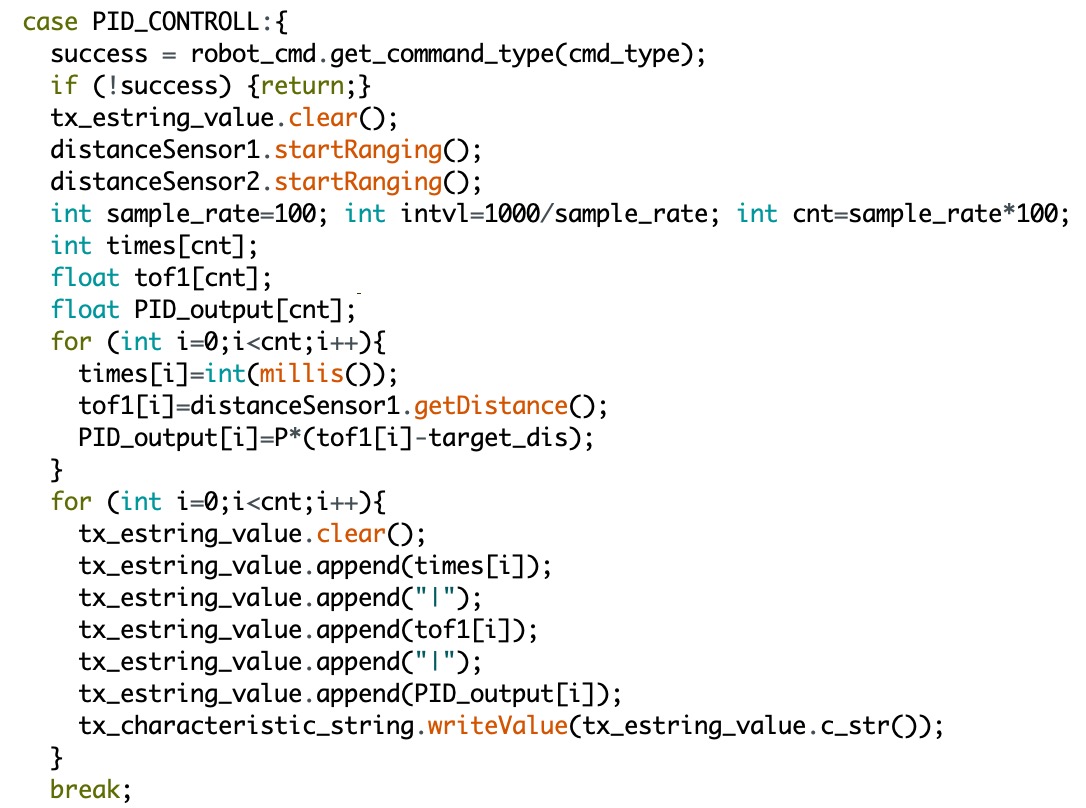 case PID_CONTROLL:{
success = robot_cmd.get_command_type(cmd_type);
if (!success) {return;}
tx_estring_value.clear();
distanceSensor1.startRanging();
distanceSensor2.startRanging();
int sample_rate=100; int intvl=1000/sample_rate; int cnt=sample_rate*100;
int times[cnt];
float tof1[cnt];
float PID_output[cnt];
for (int i=0;i<cnt;i++){
times[i]=int(millis());
tof1[i]=distanceSensor1.getDistance();
PID_output[i]=P*(tof1[i]-target_dis);
}
for (int i=0;i<cnt;i++){
tx_estring_value.clear();
tx_estring_value.append(times[i]);
tx_estring_value.append("|");
tx_estring_value.append(tof1[i]);
tx_estring_value.append("|");
tx_estring_value.append(PID_output[i]);
tx_characteristic_string.writeValue(tx_estring_value.c_str());
}
break;